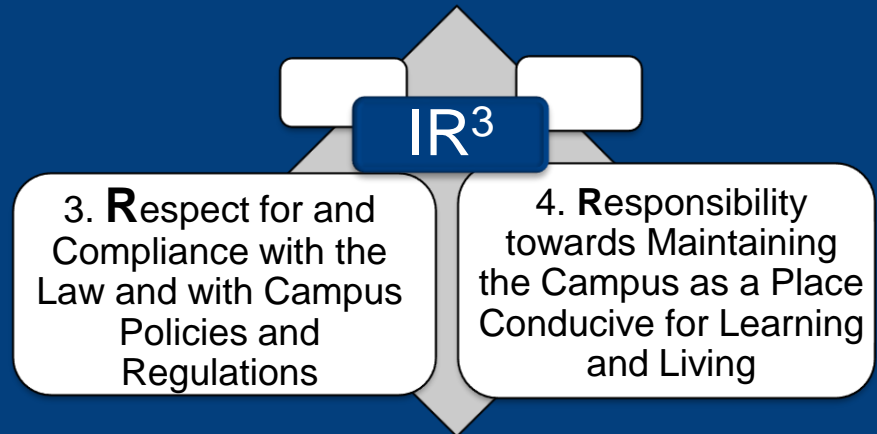 IR³
3. Respect for and
Compliance with the
Law and with Campus
Policies and
Regulations
4. Responsibility
towards Maintaining
the Campus as a Place
Conducive for Learning
and Living